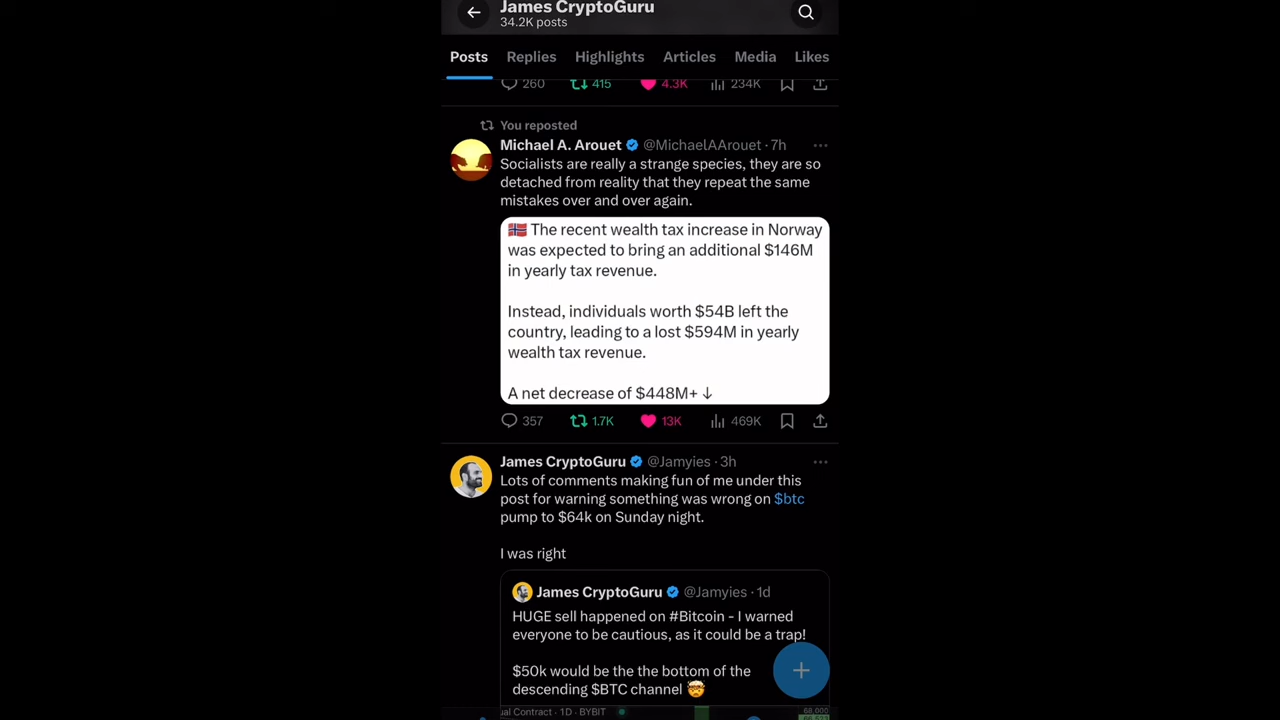 James CryptoGuru
34.2K posts
Posts Replies Highlights Articles Media Likes
260 415 4.3K 234K
You reposted
Michael A. Arouet @MichaelAArouet · 7h
Socialists are really a strange species, they are so
detached from reality that they repeat the same
mistakes over and over again.
🇳🇴 The recent wealth tax increase in Norway
was expected to bring an additional $146M
in yearly tax revenue.
Instead, individuals worth $54B left the
country, leading to a lost $594M in yearly
wealth tax revenue.
A net decrease of $448M+ ↓
357 1.7K 13K 469K
James CryptoGuru @Jamyies · 3h
Lots of comments making fun of me under this
post for warning something was wrong on $btc
pump to $64k on Sunday night.
I was right
James CryptoGuru @Jamyies · 1d
HUGE sell happened on #Bitcoin - I warned
everyone to be cautious, as it could be a trap!
$50k would be the the bottom of the
descending $BTC channel 🤯
Contract · 1D · BYBIT
68,000